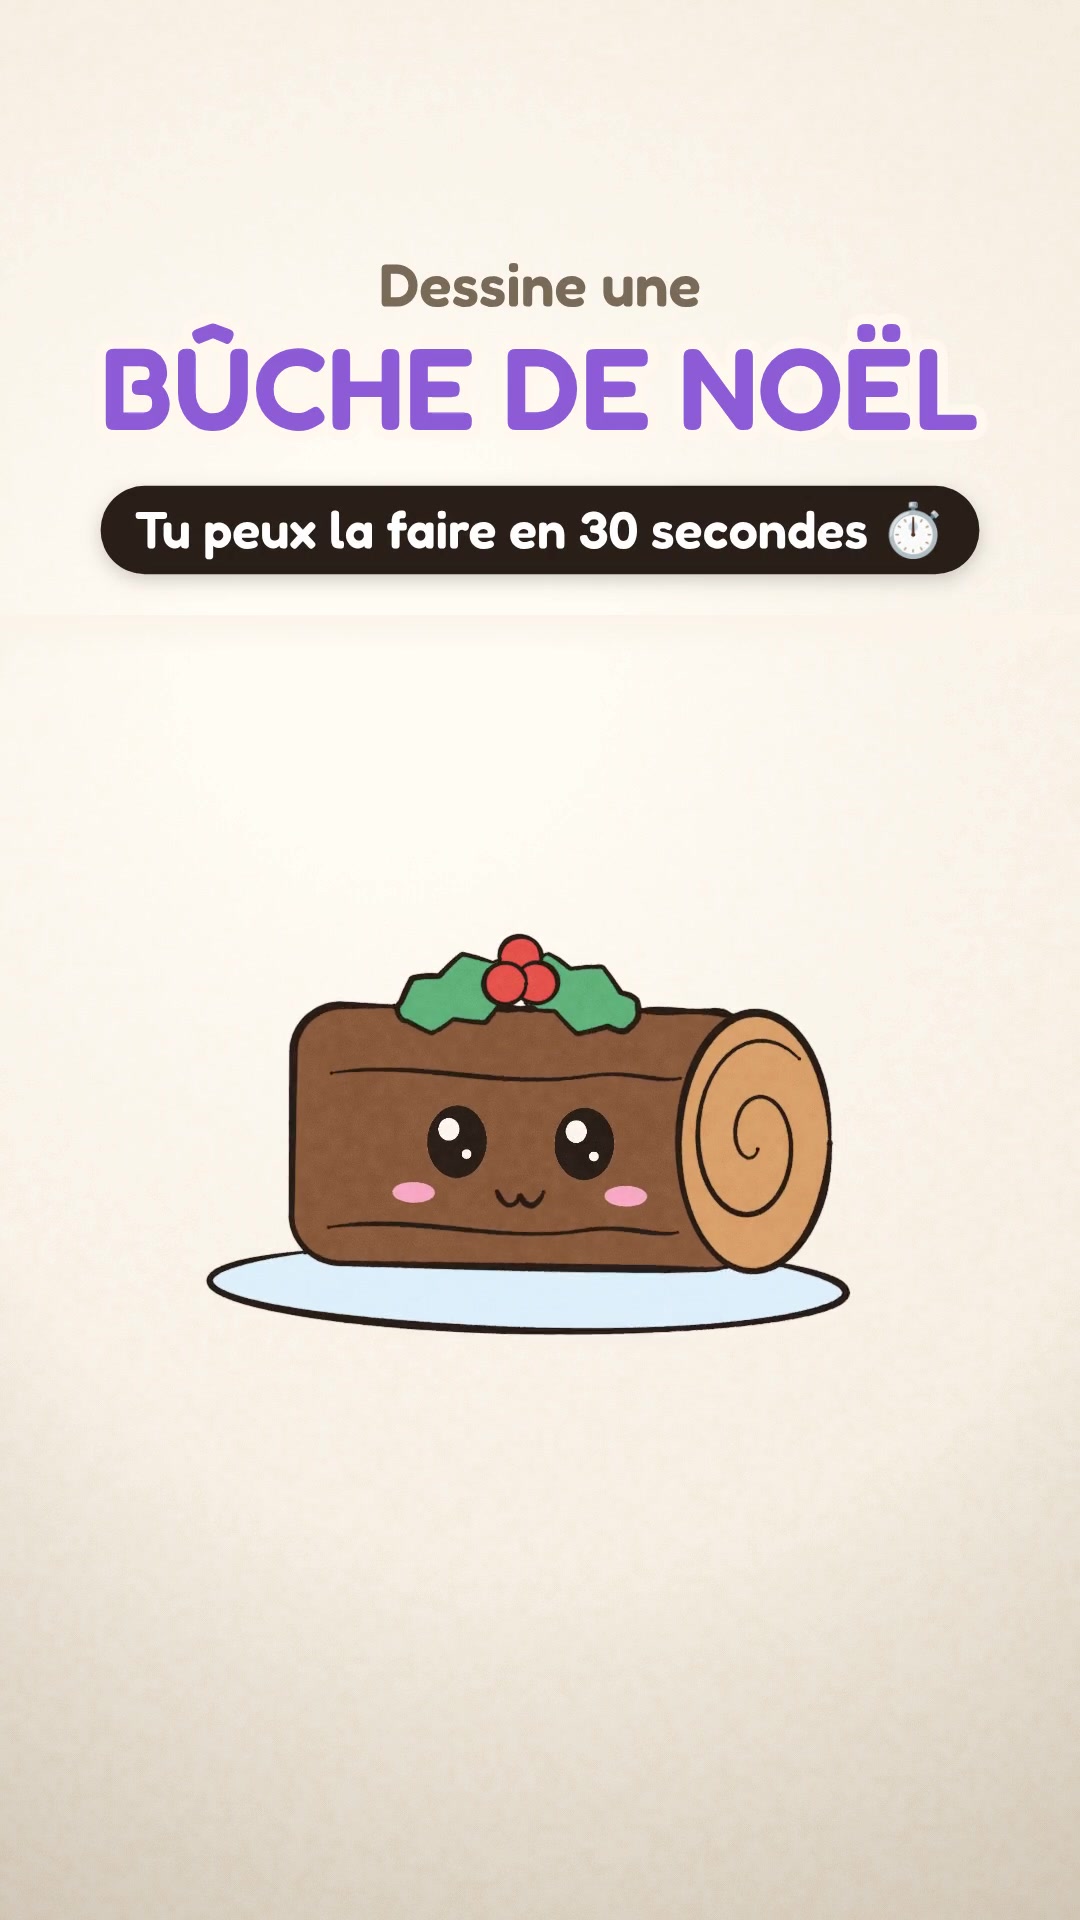 Dessine une
BÛCHE DE NOËL
Tu peux la faire en 30 secondes ⏱️